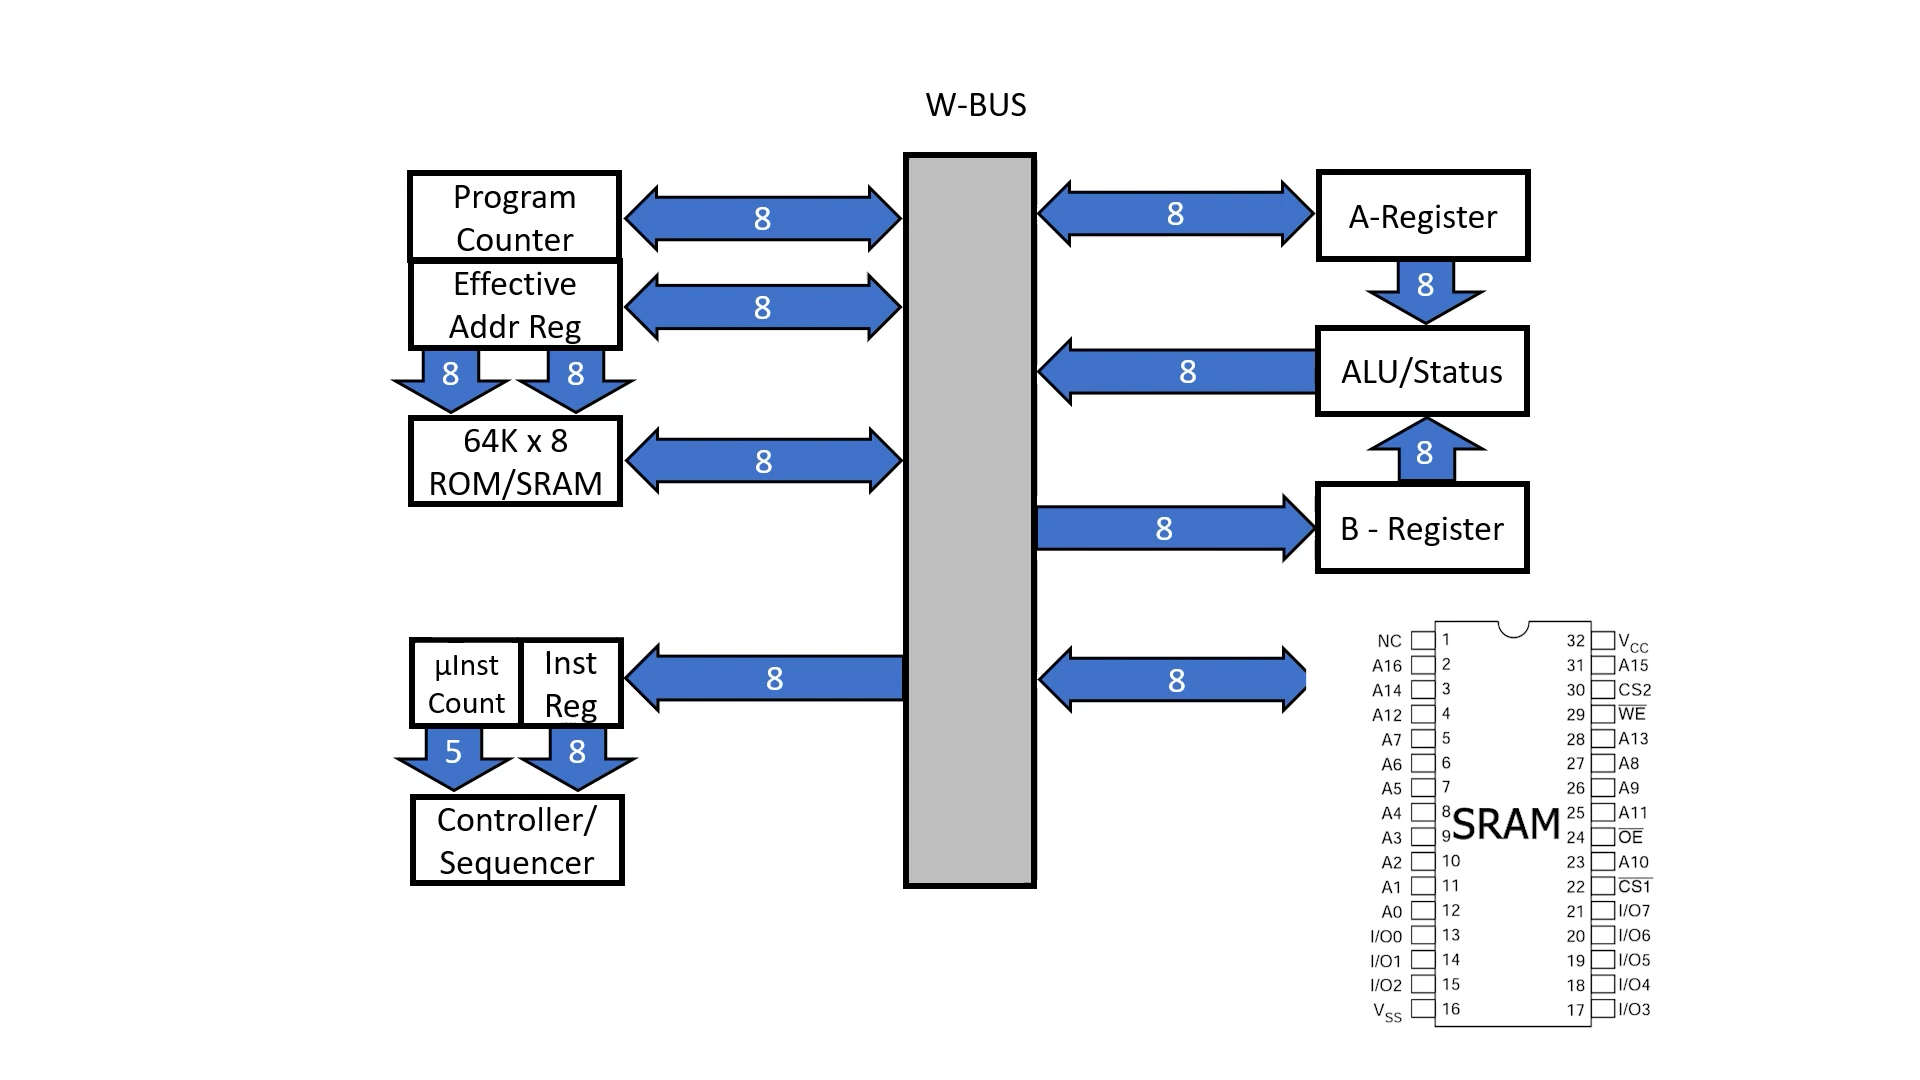 W-BUS
Program
Counter
8
8
A-Register
Effective
Addr Reg
8
8
8
8
8
ALU/Status
64K x 8
ROM/SRAM
8
8
8
B - Register
µInst
Count
Inst
Reg
8
8
5
8
Controller/
Sequencer
SRAM
NC 1 32 VCC
A16 2 31 A15
A14 3 30 CS2
A12 4 29 W̅E̅
A7 5 28 A13
A6 6 27 A8
A5 7 26 A9
A4 8 25 A11
A3 9 24 O̅E̅
A2 10 23 A10
A1 11 22 C̅S̅1̅
A0 12 21 I/O7
I/O0 13 20 I/O6
I/O1 14 19 I/O5
I/O2 15 18 I/O4
VSS 16 17 I/O3